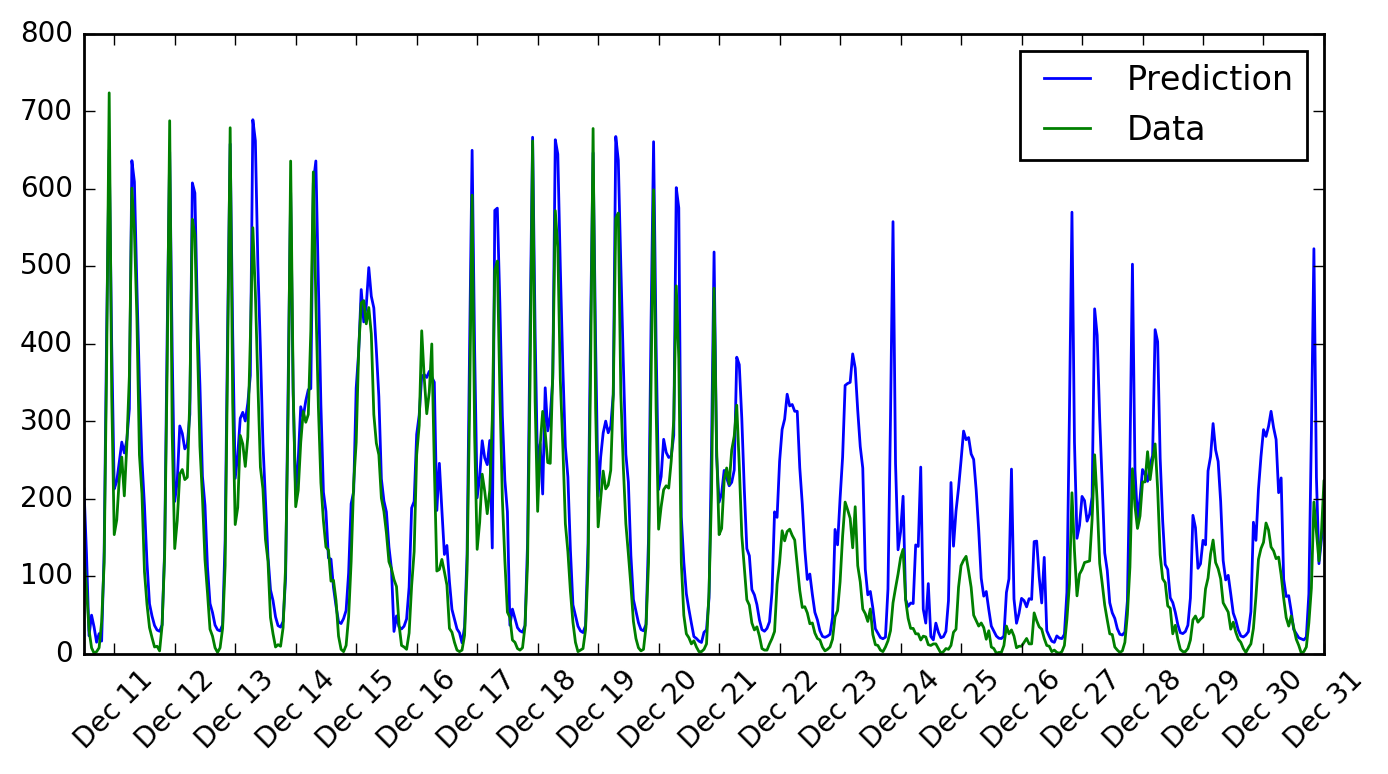 800
700
600
500
400
300
200
100
0
Prediction
Data
Dec 11
Dec 12
Dec 13
Dec 14
Dec 15
Dec 16
Dec 17
Dec 18
Dec 19
Dec 20
Dec 21
Dec 22
Dec 23
Dec 24
Dec 25
Dec 26
Dec 27
Dec 28
Dec 29
Dec 30
Dec 31